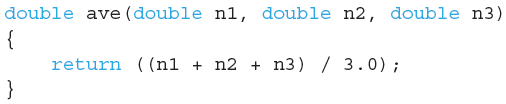 double ave(double n1, double n2, double n3)
{
    return ((n1 + n2 + n3) / 3.0);
}